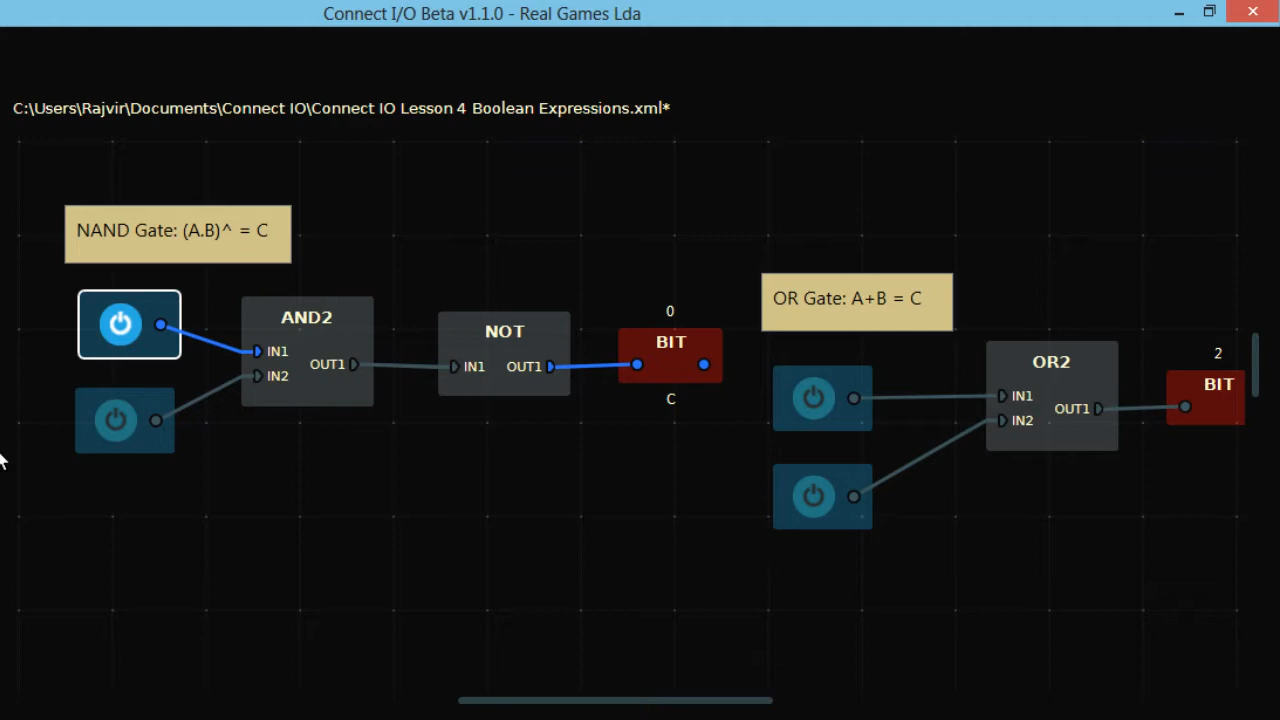 Connect I/O Beta v1.1.0 - Real Games Lda
C:\Users\Rajvir\Documents\Connect IO\Connect IO Lesson 4 Boolean Expressions.xml*
NAND Gate: (A.B)^ = C
AND2
IN1
IN2
OUT1
NOT
IN1
OUT1
0
BIT
C
OR Gate: A+B = C
OR2
IN1
IN2
OUT1
2
BIT